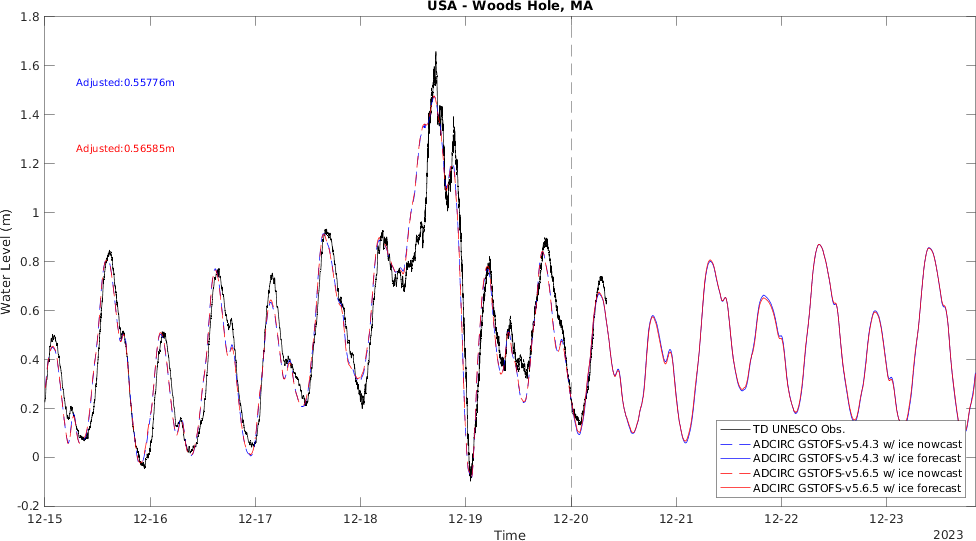 USA - Woods Hole, MA
1.8
1.6
1.4
1.2
1
0.8
0.6
0.4
0.2
0
-0.2
Water Level (m)
Adjusted:0.55776m
Adjusted:0.56585m
TD UNESCO Obs.
ADCIRC GSTOFS-v5.4.3 w/ ice nowcast
ADCIRC GSTOFS-v5.4.3 w/ ice forecast
ADCIRC GSTOFS-v5.6.5 w/ ice nowcast
ADCIRC GSTOFS-v5.6.5 w/ ice forecast
12-15 12-16 12-17 12-18 12-19 12-20 12-21 12-22 12-23
Time
2023